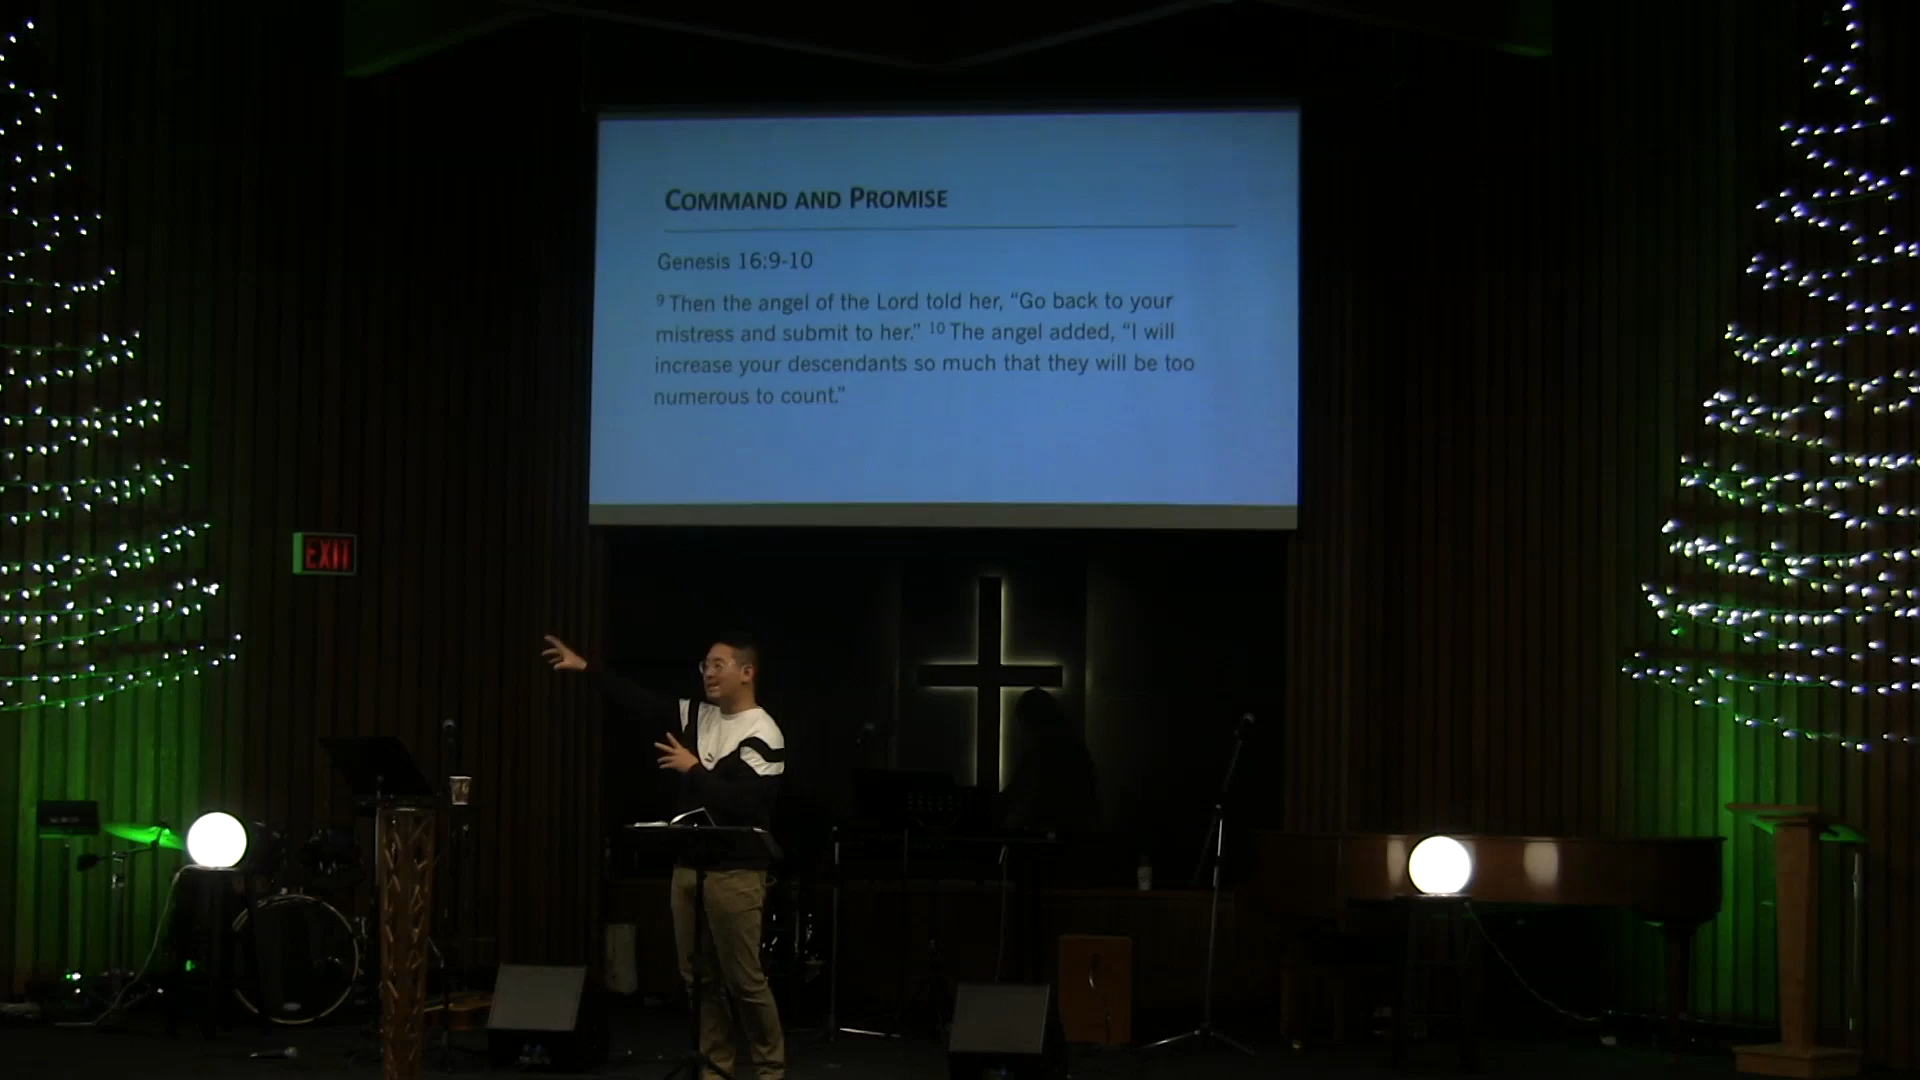 COMMAND AND PROMISE
Genesis 16:9-10
9 Then the angel of the Lord told her, “Go back to your
mistress and submit to her.” 10 The angel added, “I will
increase your descendants so much that they will be too
numerous to count.”
EXIT